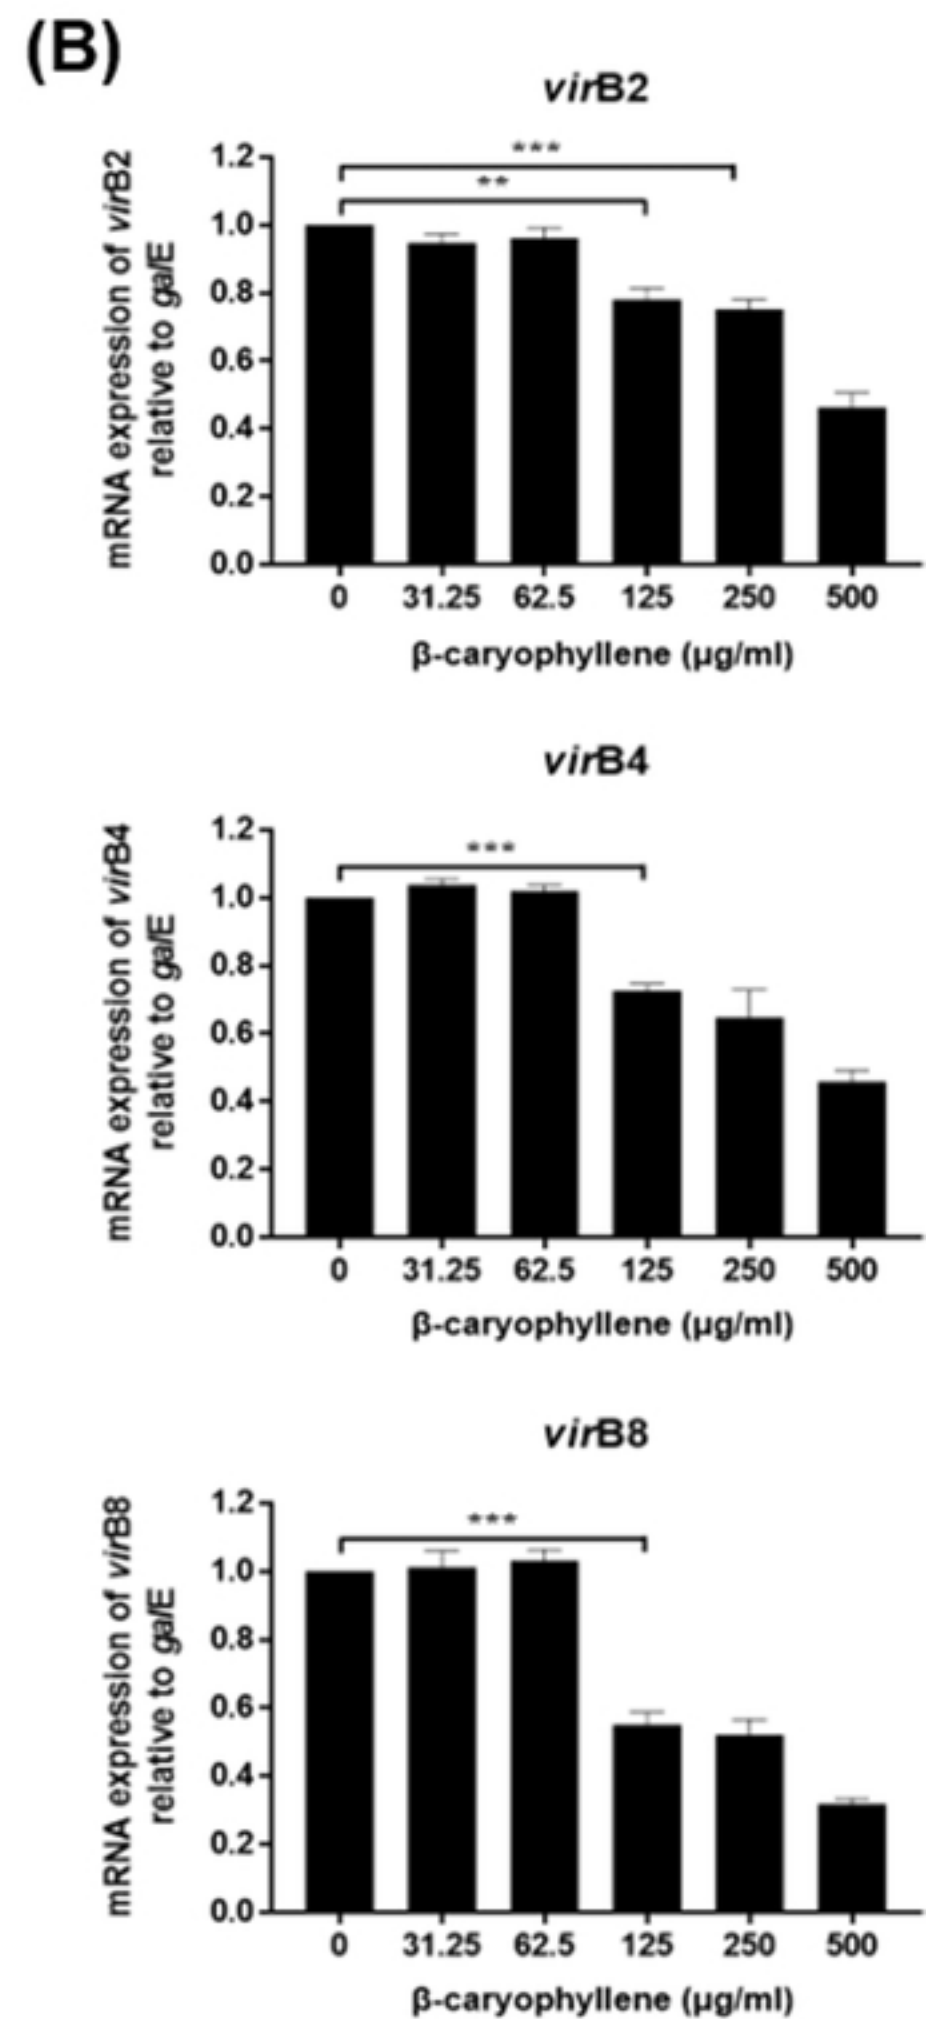 (B)
virB2
mRNA expression of virB2
relative to galE
1.2
1.0
0.8
0.6
0.4
0.2
0.0
***
**
0 31.25 62.5 125 250 500
β-caryophyllene (μg/ml)
virB4
mRNA expression of virB4
relative to galE
1.2
1.0
0.8
0.6
0.4
0.2
0.0
***
0 31.25 62.5 125 250 500
β-caryophyllene (μg/ml)
virB8
mRNA expression of virB8
relative to galE
1.2
1.0
0.8
0.6
0.4
0.2
0.0
***
0 31.25 62.5 125 250 500
β-caryophyllene (μg/ml)